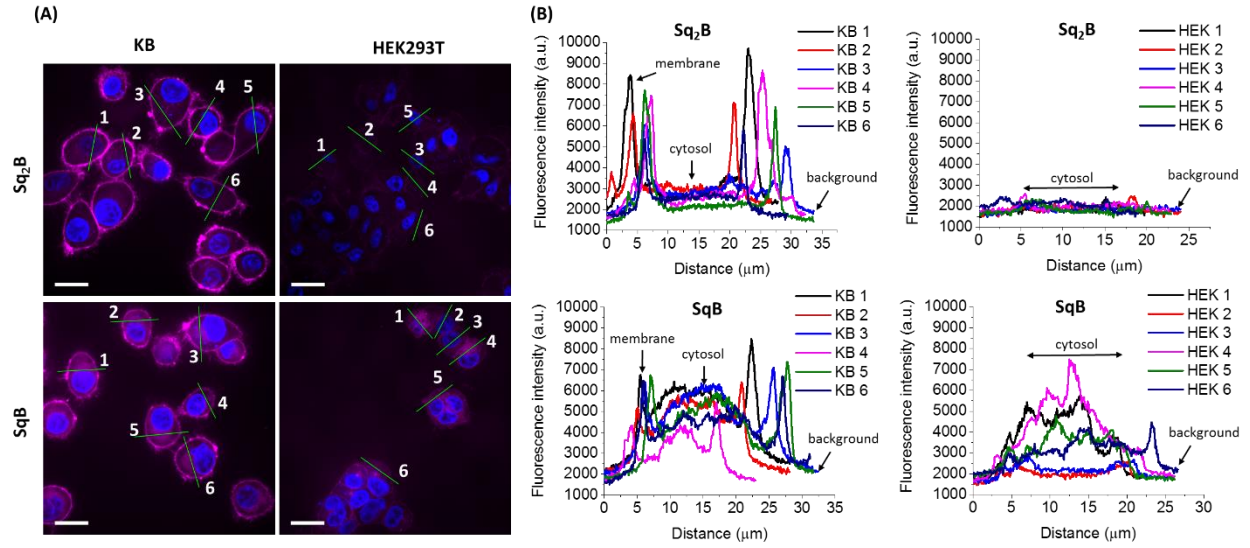 (A)
KB
HEK293T
Sq₂B
1
2
3
4
5
6
1
2
3
4
5
6
SqB
1
2
3
4
5
6
1
2
3
4
5
6
(B)
Sq₂B
Fluorescence intensity (a.u.)
10000
9000
8000
7000
6000
5000
4000
3000
2000
1000
membrane
cytosol
background
KB 1
KB 2
KB 3
KB 4
KB 5
KB 6
0 5 10 15 20 25 30 35
Distance (μm)
Sq₂B
Fluorescence intensity (a.u.)
10000
9000
8000
7000
6000
5000
4000
3000
2000
1000
cytosol
background
HEK 1
HEK 2
HEK 3
HEK 4
HEK 5
HEK 6
0 5 10 15 20 25
Distance (μm)
SqB
Fluorescence intensity (a.u.)
10000
9000
8000
7000
6000
5000
4000
3000
2000
1000
membrane
cytosol
background
KB 1
KB 2
KB 3
KB 4
KB 5
KB 6
0 5 10 15 20 25 30 35
Distance (μm)
SqB
Fluorescence intensity (a.u.)
10000
9000
8000
7000
6000
5000
4000
3000
2000
1000
cytosol
background
HEK 1
HEK 2
HEK 3
HEK 4
HEK 5
HEK 6
0 5 10 15 20 25 30
Distance (μm)